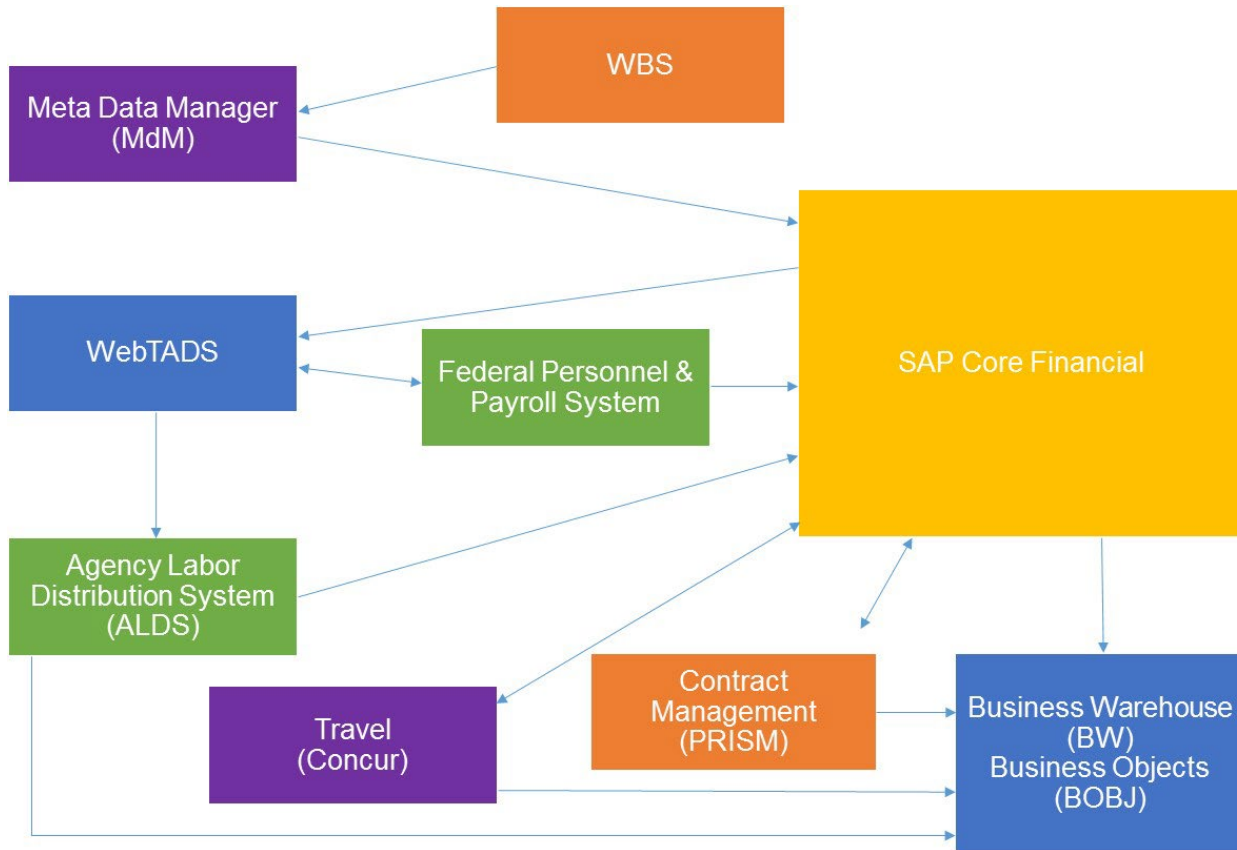 WBS
Meta Data Manager
(MdM)
SAP Core Financial
WebTADS
Federal Personnel &
Payroll System
Agency Labor
Distribution System
(ALDS)
Travel
(Concur)
Contract
Management
(PRISM)
Business Warehouse
(BW)
Business Objects
(BOBJ)